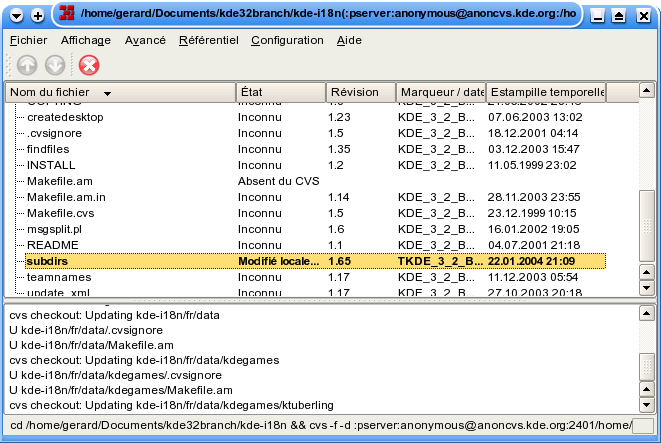 /home/gerard/Documents/kde32branch/kde-i18n(:pserver:anonymous@anoncvs.kde.org:/ho
Fichier Affichage Avancé Référentiel Configuration Aide
Nom du fichier État Révision Marqueur / date Estampille temporelle
createdesktop Inconnu 1.23 KDE_3_2_B... 07.06.2003 13:02
.cvsignore Inconnu 1.5 KDE_3_2_B... 18.12.2001 04:14
findfiles Inconnu 1.35 KDE_3_2_B... 03.12.2003 15:47
INSTALL Inconnu 1.2 KDE_3_2_B... 11.05.1999 23:02
Makefile.am Absent du CVS
Makefile.am.in Inconnu 1.14 KDE_3_2_B... 28.11.2003 23:55
Makefile.cvs Inconnu 1.5 KDE_3_2_B... 23.12.1999 10:15
msgsplit.pl Inconnu 1.6 KDE_3_2_B... 16.01.2002 19:05
README Inconnu 1.1 KDE_3_2_B... 04.07.2001 21:18
subdirs Modifié locale... 1.65 TKDE_3_2_B... 22.01.2004 21:09
teamnames Inconnu 1.17 KDE_3_2_B... 11.12.2003 05:54
update_xml Inconnu 1.17 KDE_3_2_B... 27.10.2003 20:18
cvs checkout: Updating kde-i18n/fr/data
U kde-i18n/fr/data/.cvsignore
U kde-i18n/fr/data/Makefile.am
cvs checkout: Updating kde-i18n/fr/data/kdegames
U kde-i18n/fr/data/kdegames/.cvsignore
U kde-i18n/fr/data/kdegames/Makefile.am
cvs checkout: Updating kde-i18n/fr/data/kdegames/ktuberling
cd /home/gerard/Documents/kde32branch/kde-i18n && cvs -f -d :pserver:anonymous@anoncvs.kde.org:2401/home/